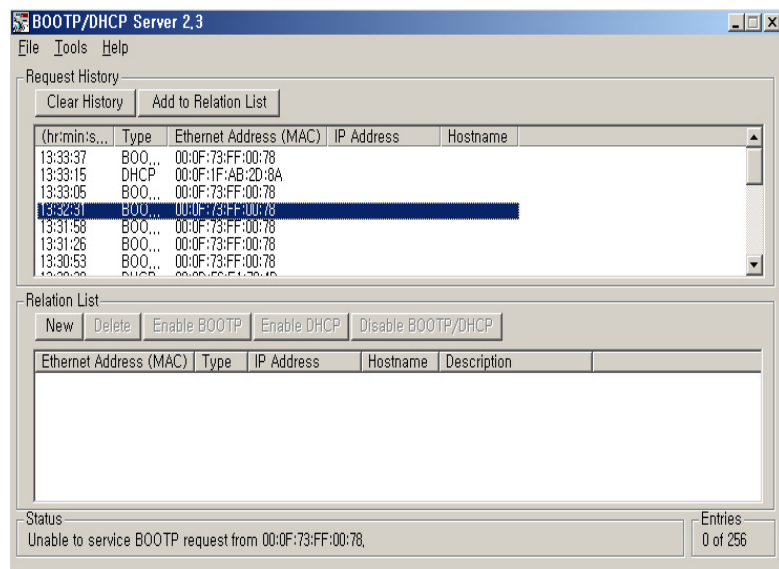 BOOTP/DHCP Server 2,3
File Tools Help
Request History
Clear History Add to Relation List
(hr:min:s,,, Type Ethernet Address (MAC) IP Address Hostname
13:33:37 BOO,,, 00:0F:73:FF:00:78
13:33:15 DHCP 00:0F:1F:AB:2D:8A
13:33:05 BOO,,, 00:0F:73:FF:00:78
13:32:31 BOO,,, 00:0F:73:FF:00:78
13:31:58 BOO,,, 00:0F:73:FF:00:78
13:31:26 BOO,,, 00:0F:73:FF:00:78
13:30:53 BOO,,, 00:0F:73:FF:00:78
DHCP
Relation List
New Delete Enable BOOTP Enable DHCP Disable BOOTP/DHCP
Ethernet Address (MAC) Type IP Address Hostname Description
Status
Unable to service BOOTP request from 00:0F:73:FF:00:78,
Entries
0 of 256